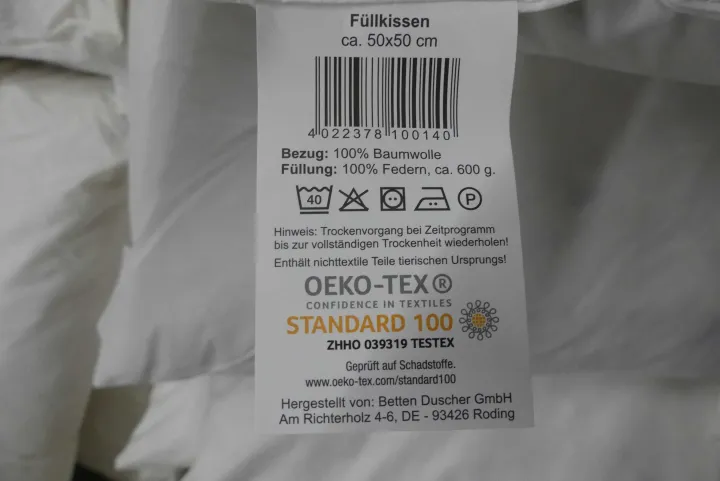 Füllkissen
ca. 50x50 cm
4 022378 100140
Bezug: 100% Baumwolle
Füllung: 100% Federn, ca. 600 g.
40 P
Hinweis: Trockenvorgang bei Zeitprogramm
bis zur vollständigen Trockenheit wiederholen!
Enthält nichttextile Teile tierischen Ursprungs!
OEKO-TEX®
CONFIDENCE IN TEXTILES
STANDARD 100
ZHHO 039319 TESTEX
Geprüft auf Schadstoffe.
www.oeko-tex.com/standard100
Hergestellt von: Betten Duscher GmbH
Am Richterholz 4-6, DE - 93426 Roding